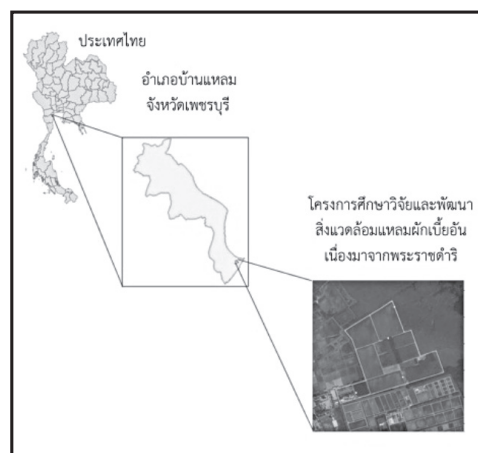 ประเทศไทย
อำเภอบ้านแหลม
จังหวัดเพชรบุรี
โครงการศึกษาวิจัยและพัฒนา
สิ่งแวดล้อมแหลมผักเบี้ยอัน
เนื่องมาจากพระราชดำริ